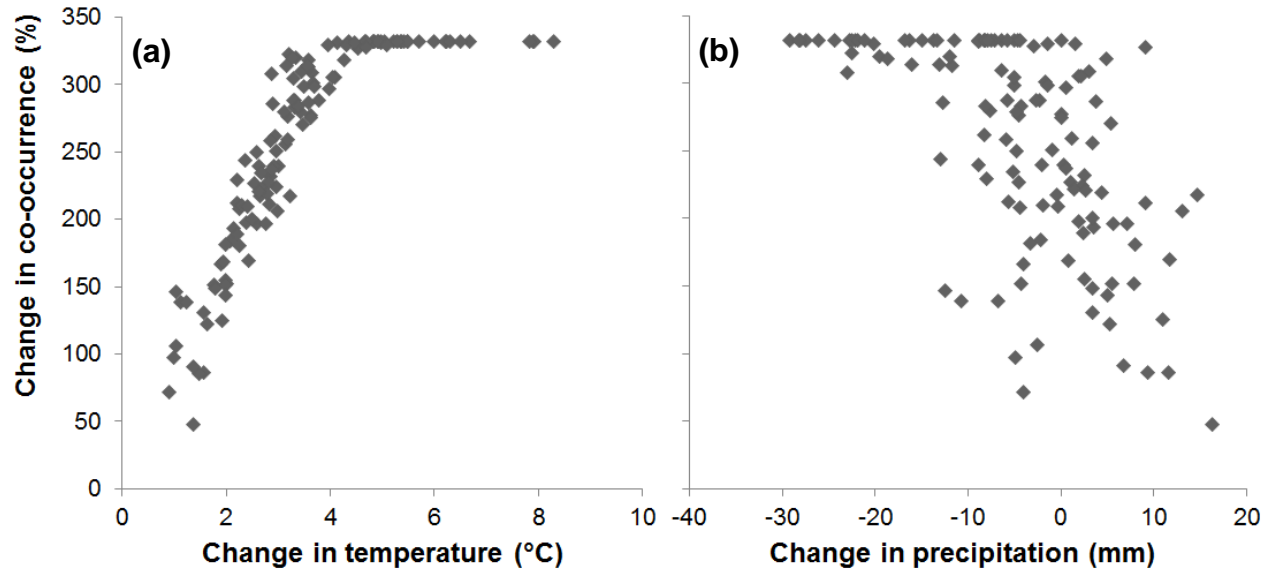 Change in co-occurrence (%)
350
300
250
200
150
100
50
0
(a)
0 2 4 6 8 10
Change in temperature (°C)
(b)
-40 -30 -20 -10 0 10 20
Change in precipitation (mm)